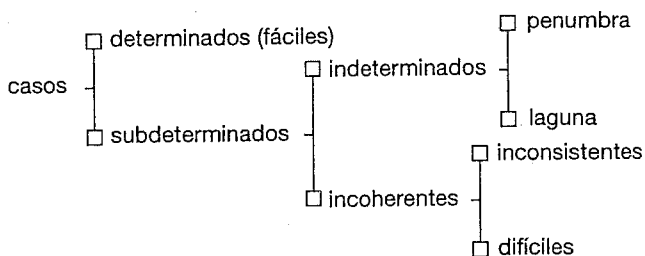 casos
determinados (fáciles)
subdeterminados
indeterminados
penumbra
laguna
incoherentes
inconsistentes
difíciles